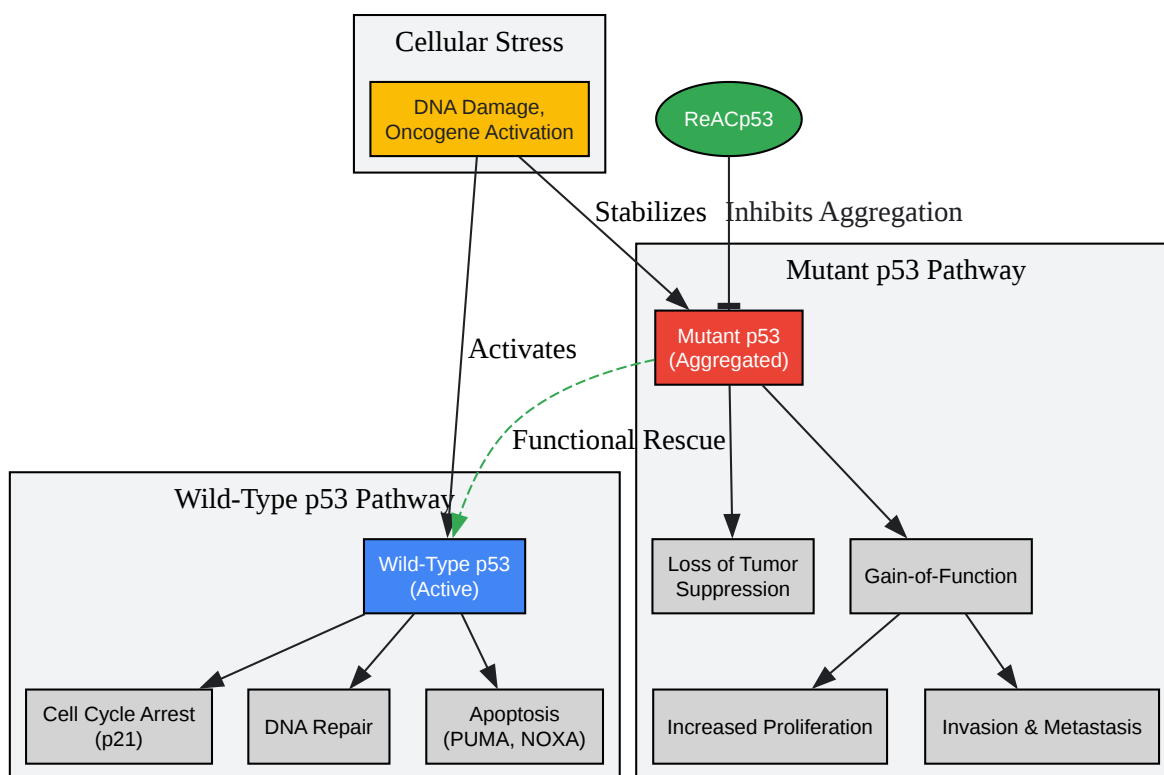 Cellular Stress
DNA Damage,
Oncogene Activation
ReACp53
Stabilizes
Inhibits Aggregation
Mutant p53 Pathway
Mutant p53
(Aggregated)
Activates
Functional Rescue
Wild-Type p53 Pathway
Wild-Type p53
(Active)
Loss of Tumor
Suppression
Gain-of-Function
Cell Cycle Arrest
(p21)
DNA Repair
Apoptosis
(PUMA, NOXA)
Increased Proliferation
Invasion & Metastasis